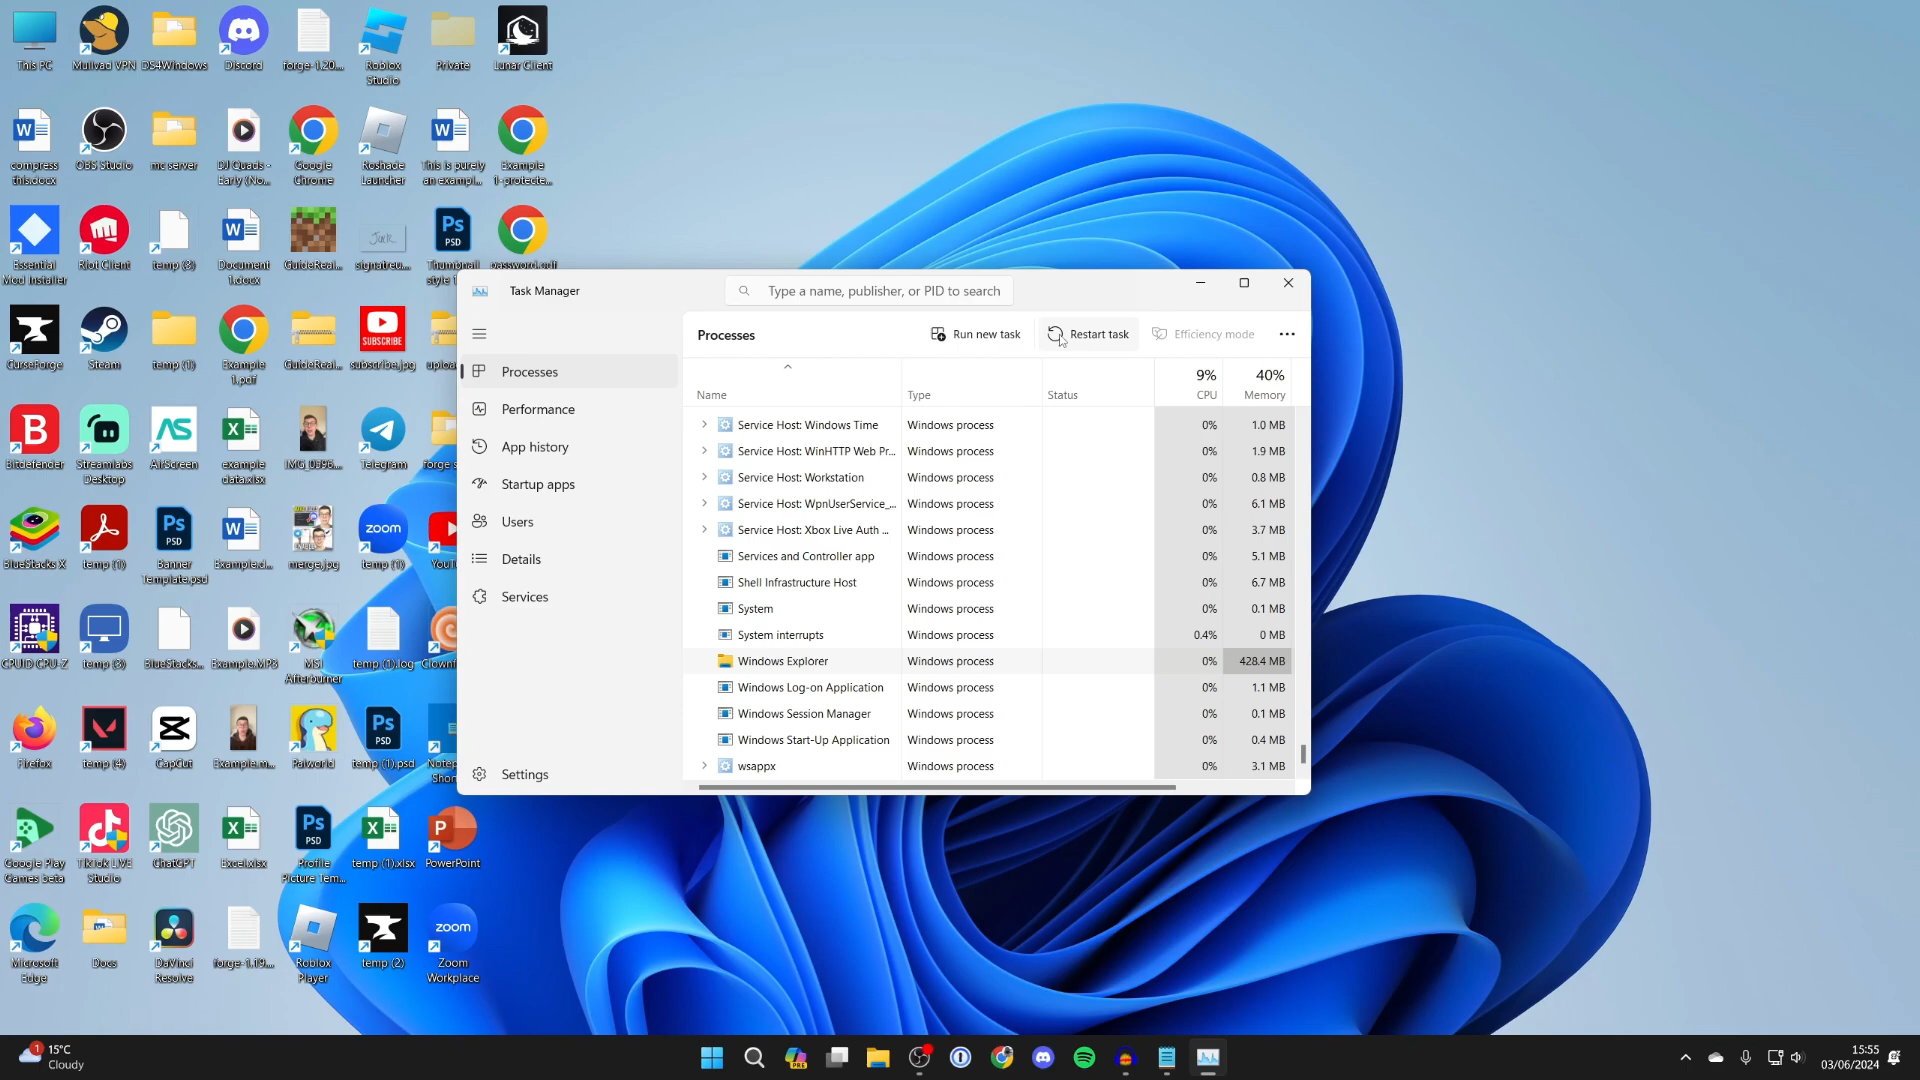 This PC
Mullvad VPN
DS4Windows
Discord
forge-1.20...
Roblox
Studio
Private
Lunar Client
compress
this.docx
OBS Studio
mc server
DJ Quads -
Early (No...
Google
Chrome
Roshade
Launcher
This is purely
an exampl...
Example
1-protecte...
Essential
Mod Installer
Riot Client
temp (3)
Document
1.docx
GuideReal...
signatreu...
Thumbnail
style 1
password.pdf
CurseForge
Steam
temp (1)
Example
1.pdf
GuideReal...
SUBSCRIBE
subscribe.jpg
uploa
Bitdefender
Streamlabs
Desktop
AirScreen
example
data.xlsx
IMG_0396...
Telegram
forge s
BlueStacks X
temp (1)
Banner
Template.psd
Example.d...
merge.jpg
zoom
temp (1)
YouT
CPUID CPU-Z
temp (3)
BlueStacks...
Example.MP3
MSI
Afterburner
temp (1).log
Clownf
Firefox
temp (4)
CapCut
Example.m...
Palworld
temp (1).psd
Notep
Shor
Google Play
Games beta
TikTok LIVE
Studio
ChatGPT
Excel.xlsx
Profile
Picture Tem...
temp (1).xlsx
PowerPoint
Microsoft
Edge
Docs
DaVinci
Resolve
forge-1.19...
Roblox
Player
temp (2)
zoom
Zoom
Workplace
Task Manager
Type a name, publisher, or PID to search
Processes
Run new task
Restart task
Efficiency mode
Processes
Performance
App history
Startup apps
Users
Details
Services
Settings
9% 40%
Name Type Status CPU Memory
Service Host: Windows Time Windows process 0% 1.0 MB
Service Host: WinHTTP Web Pr... Windows process 0% 1.9 MB
Service Host: Workstation Windows process 0% 0.8 MB
Service Host: WpnUserService_... Windows process 0% 6.1 MB
Service Host: Xbox Live Auth ... Windows process 0% 3.7 MB
Services and Controller app Windows process 0% 5.1 MB
Shell Infrastructure Host Windows process 0% 6.7 MB
System Windows process 0% 0.1 MB
System interrupts Windows process 0.4% 0 MB
Windows Explorer Windows process 0% 428.4 MB
Windows Log-on Application Windows process 0% 1.1 MB
Windows Session Manager Windows process 0% 0.1 MB
Windows Start-Up Application Windows process 0% 0.4 MB
wsappx Windows process 0% 3.1 MB
1
15°C
Cloudy
15:55
03/06/2024